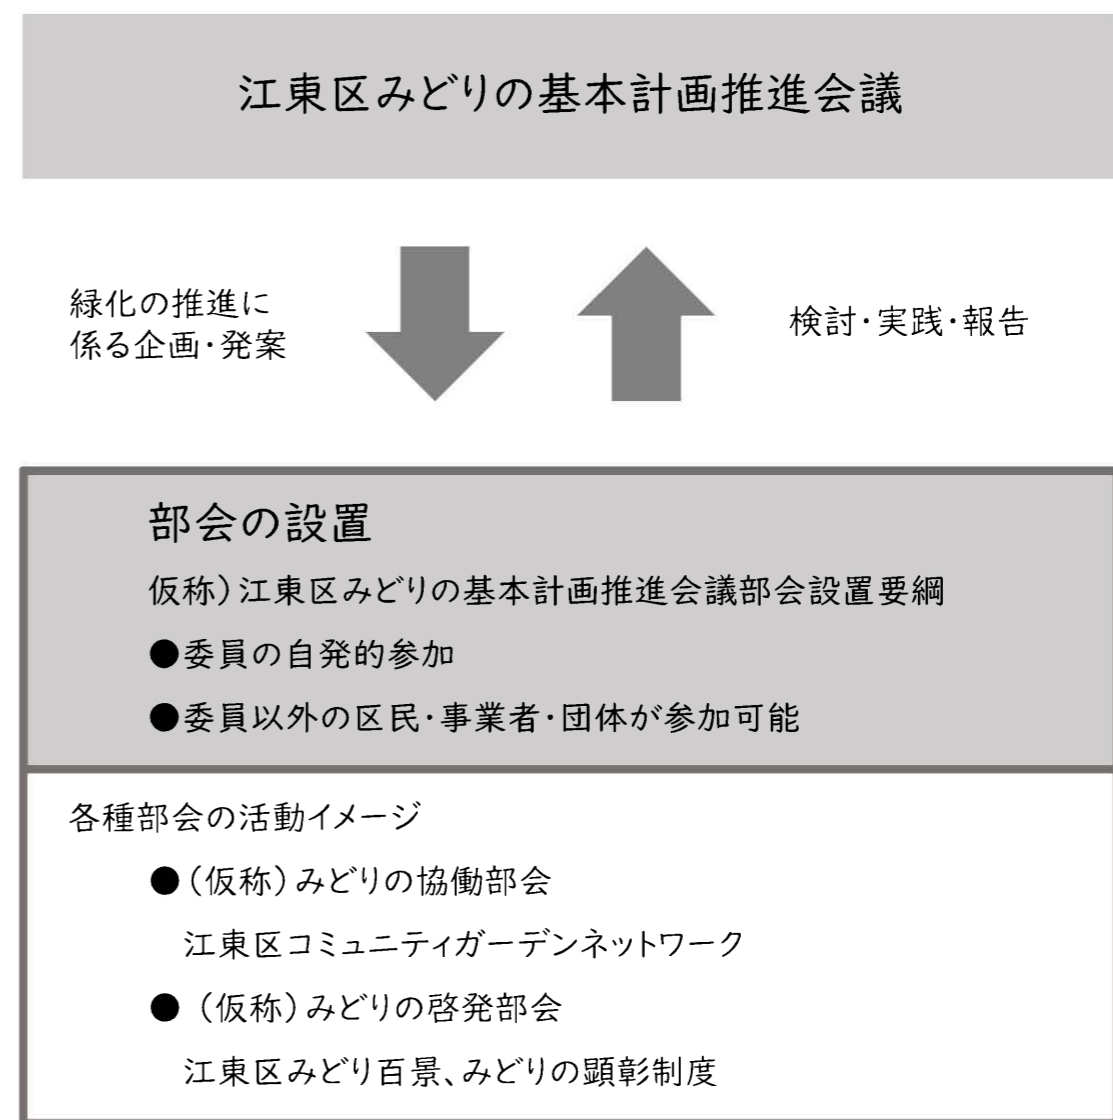 江東区みどりの基本計画推進会議
緑化の推進に
係る企画・発案
検討・実践・報告
部会の設置
仮称)江東区みどりの基本計画推進会議部会設置要綱
●委員の自発的参加
●委員以外の区民・事業者・団体が参加可能
各種部会の活動イメージ
●(仮称)みどりの協働部会
江東区コミュニティガーデンネットワーク
● (仮称)みどりの啓発部会
江東区みどり百景、みどりの顕彰制度